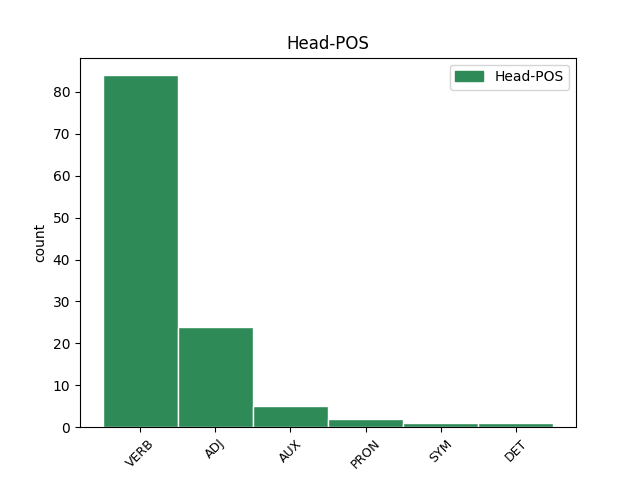 Head-POS
Head-POS
80
70
60
50
40
30
20
10
0
count
VERB
ADJ
AUX
PRON
SYM
DET